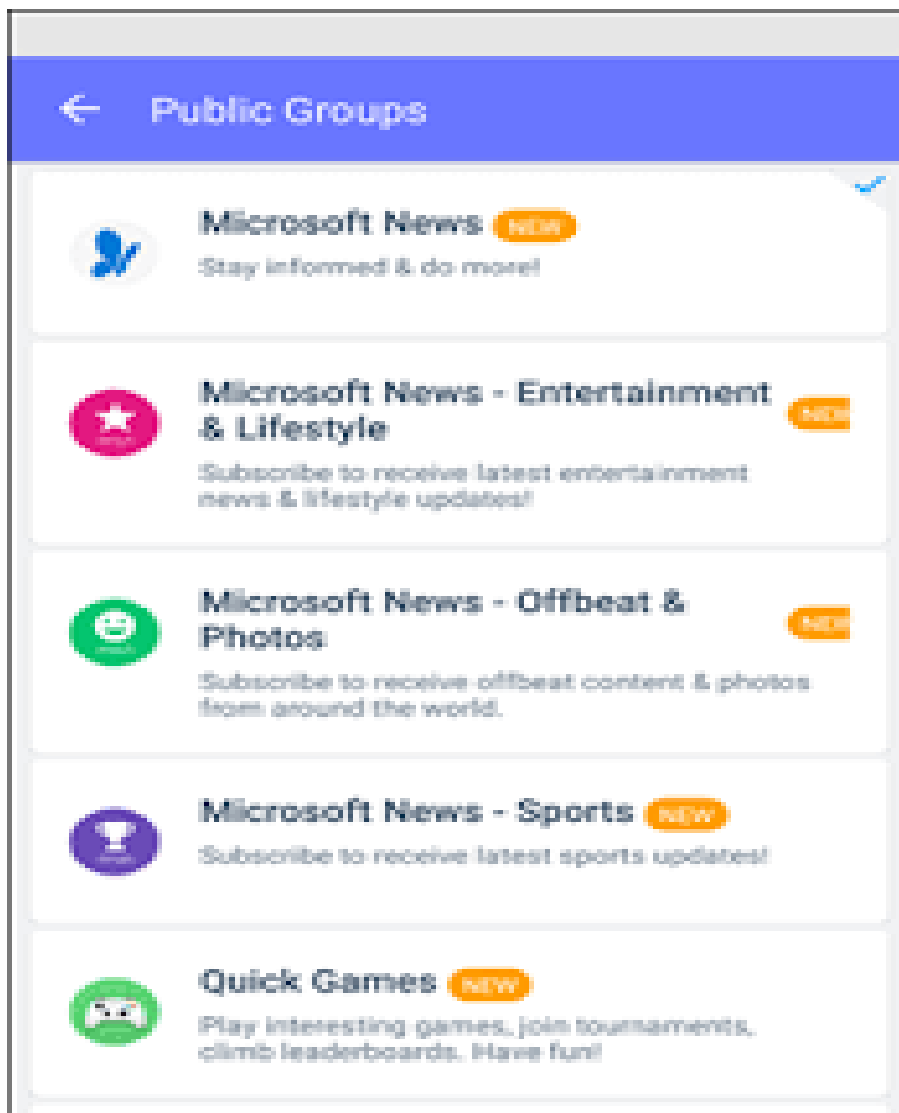 Public Groups
Microsoft News NEW
Stay informed & do more!
Microsoft News - Entertainment
& Lifestyle
NEW
Subscribe to receive latest entertainment
news & lifestyle updates!
Microsoft News - Offbeat &
Photos
NEW
Subscribe to receive offbeat content & photos
from around the world.
Microsoft News - Sports NEW
Subscribe to receive latest sports updates!
Quick Games NEW
Play interesting games, join tournaments,
climb leaderboards. Have fun!